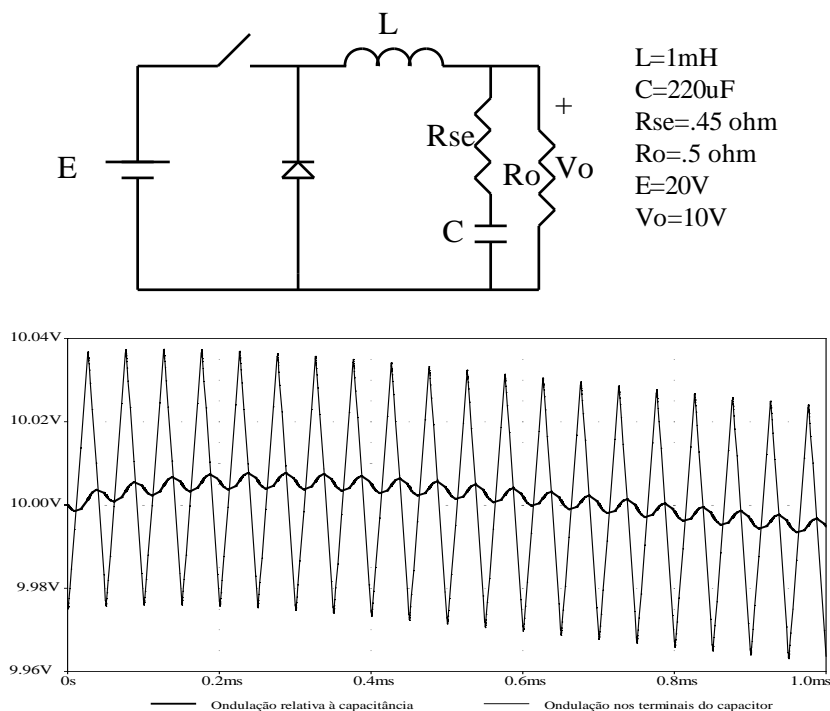 L
L=1mH
C=220uF
Rse=.45 ohm
Ro=.5 ohm
E=20V
Vo=10V
+
Rse
E
Ro
Vo
C
10.04V
10.02V
10.00V
9.98V
9.96V
0s
0.2ms
0.4ms
0.6ms
0.8ms
1.0ms
Ondulação relativa à capacitância
Ondulação nos terminais do capacitor